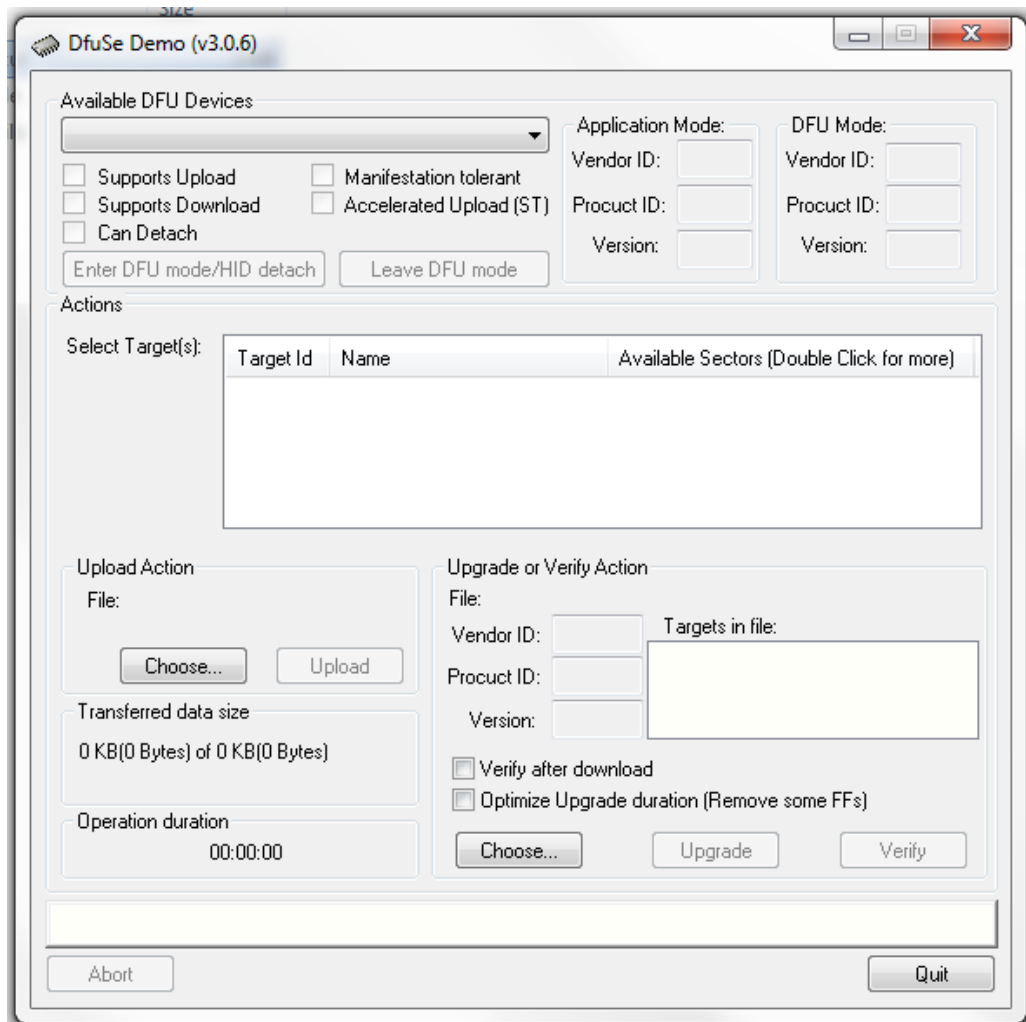 Size
DfuSe Demo (v3.0.6)
Available DFU Devices
Application Mode:
DFU Mode:
Vendor ID:
Vendor ID:
Supports Upload
Manifestation tolerant
Supports Download
Accelerated Upload (ST)
Procuct ID:
Procuct ID:
Can Detach
Version:
Version:
Enter DFU mode/HID detach
Leave DFU mode
Actions
Select Target(s):
Target Id Name Available Sectors (Double Click for more)
Upload Action
File:
Choose...
Upload
Transferred data size
0 KB(0 Bytes) of 0 KB(0 Bytes)
Operation duration
00:00:00
Upgrade or Verify Action
File:
Vendor ID:
Targets in file:
Procuct ID:
Version:
Verify after download
Optimize Upgrade duration (Remove some FFs)
Choose...
Upgrade
Verify
Abort
Quit